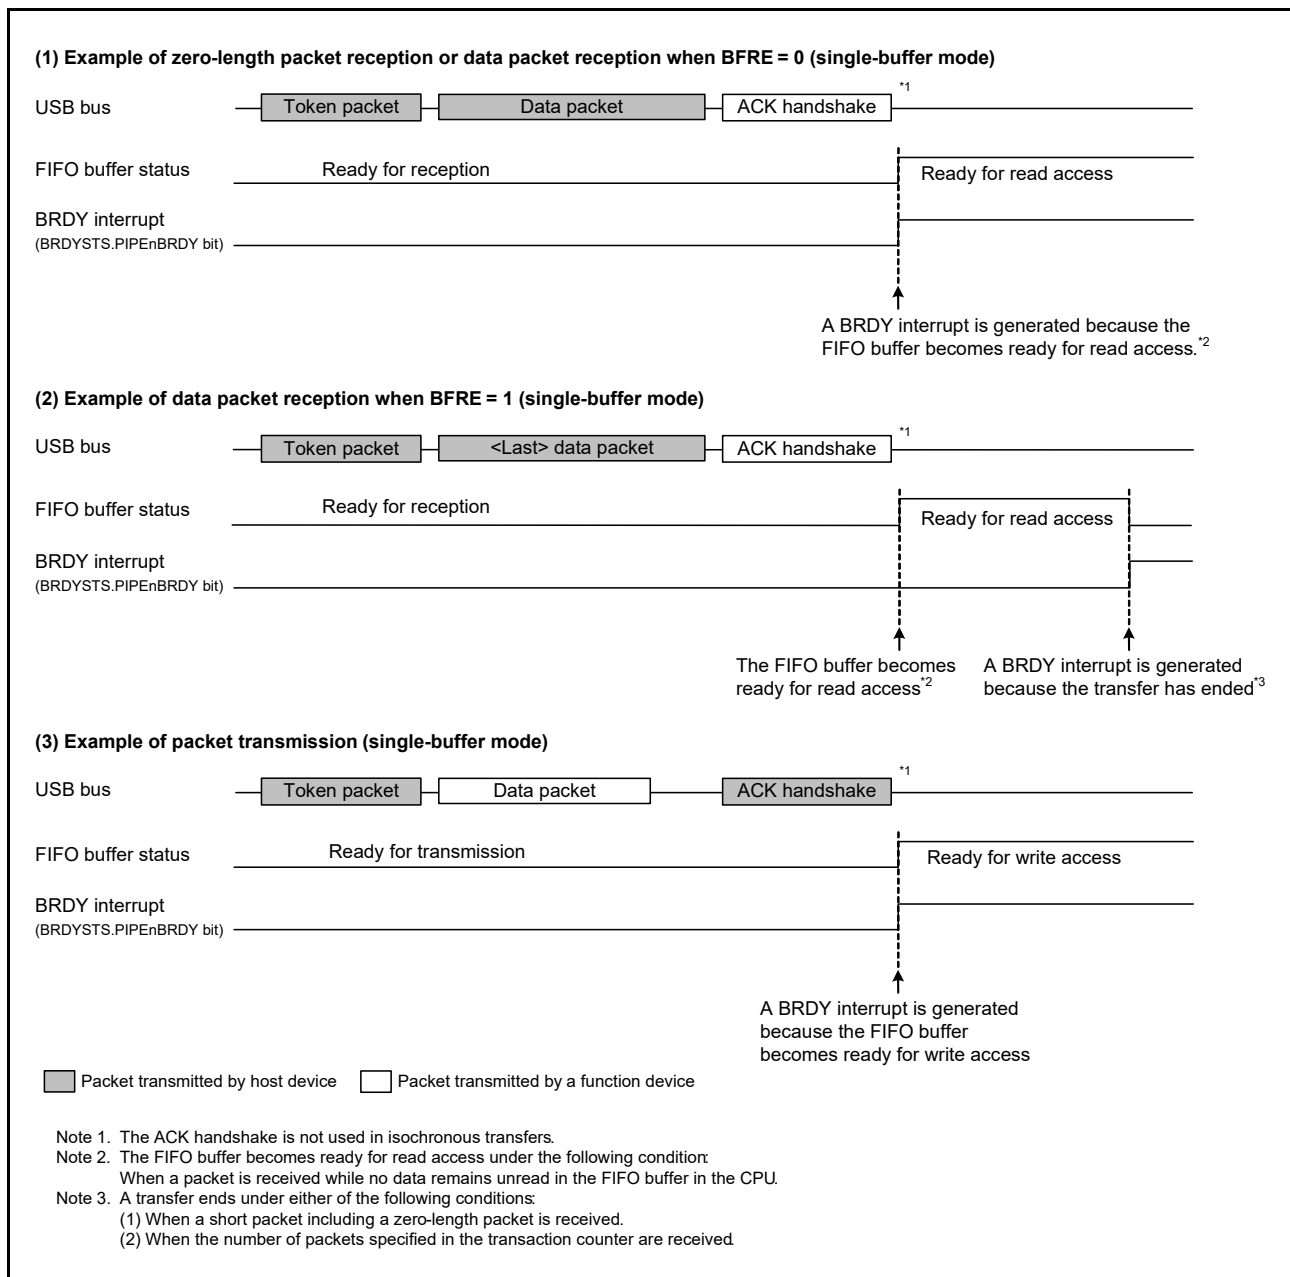 (1) Example of zero-length packet reception or data packet reception when BFRE = 0 (single-buffer mode)
USB bus
Token packet
Data packet
ACK handshake
*1
FIFO buffer status
Ready for reception
Ready for read access
BRDY interrupt
(BRDYSTS.PIPEnBRDY bit)
A BRDY interrupt is generated because the
FIFO buffer becomes ready for read access.*2
(2) Example of data packet reception when BFRE = 1 (single-buffer mode)
USB bus
Token packet
<Last> data packet
ACK handshake
*1
FIFO buffer status
Ready for reception
Ready for read access
BRDY interrupt
(BRDYSTS.PIPEnBRDY bit)
The FIFO buffer becomes
ready for read access*2
A BRDY interrupt is generated
because the transfer has ended*3
(3) Example of packet transmission (single-buffer mode)
USB bus
Token packet
Data packet
ACK handshake
*1
FIFO buffer status
Ready for transmission
Ready for write access
BRDY interrupt
(BRDYSTS.PIPEnBRDY bit)
A BRDY interrupt is generated
because the FIFO buffer
becomes ready for write access
Packet transmitted by host device
Packet transmitted by a function device
Note 1. The ACK handshake is not used in isochronous transfers.
Note 2. The FIFO buffer becomes ready for read access under the following condition:
When a packet is received while no data remains unread in the FIFO buffer in the CPU.
Note 3. A transfer ends under either of the following conditions:
(1) When a short packet including a zero-length packet is received.
(2) When the number of packets specified in the transaction counter are received.